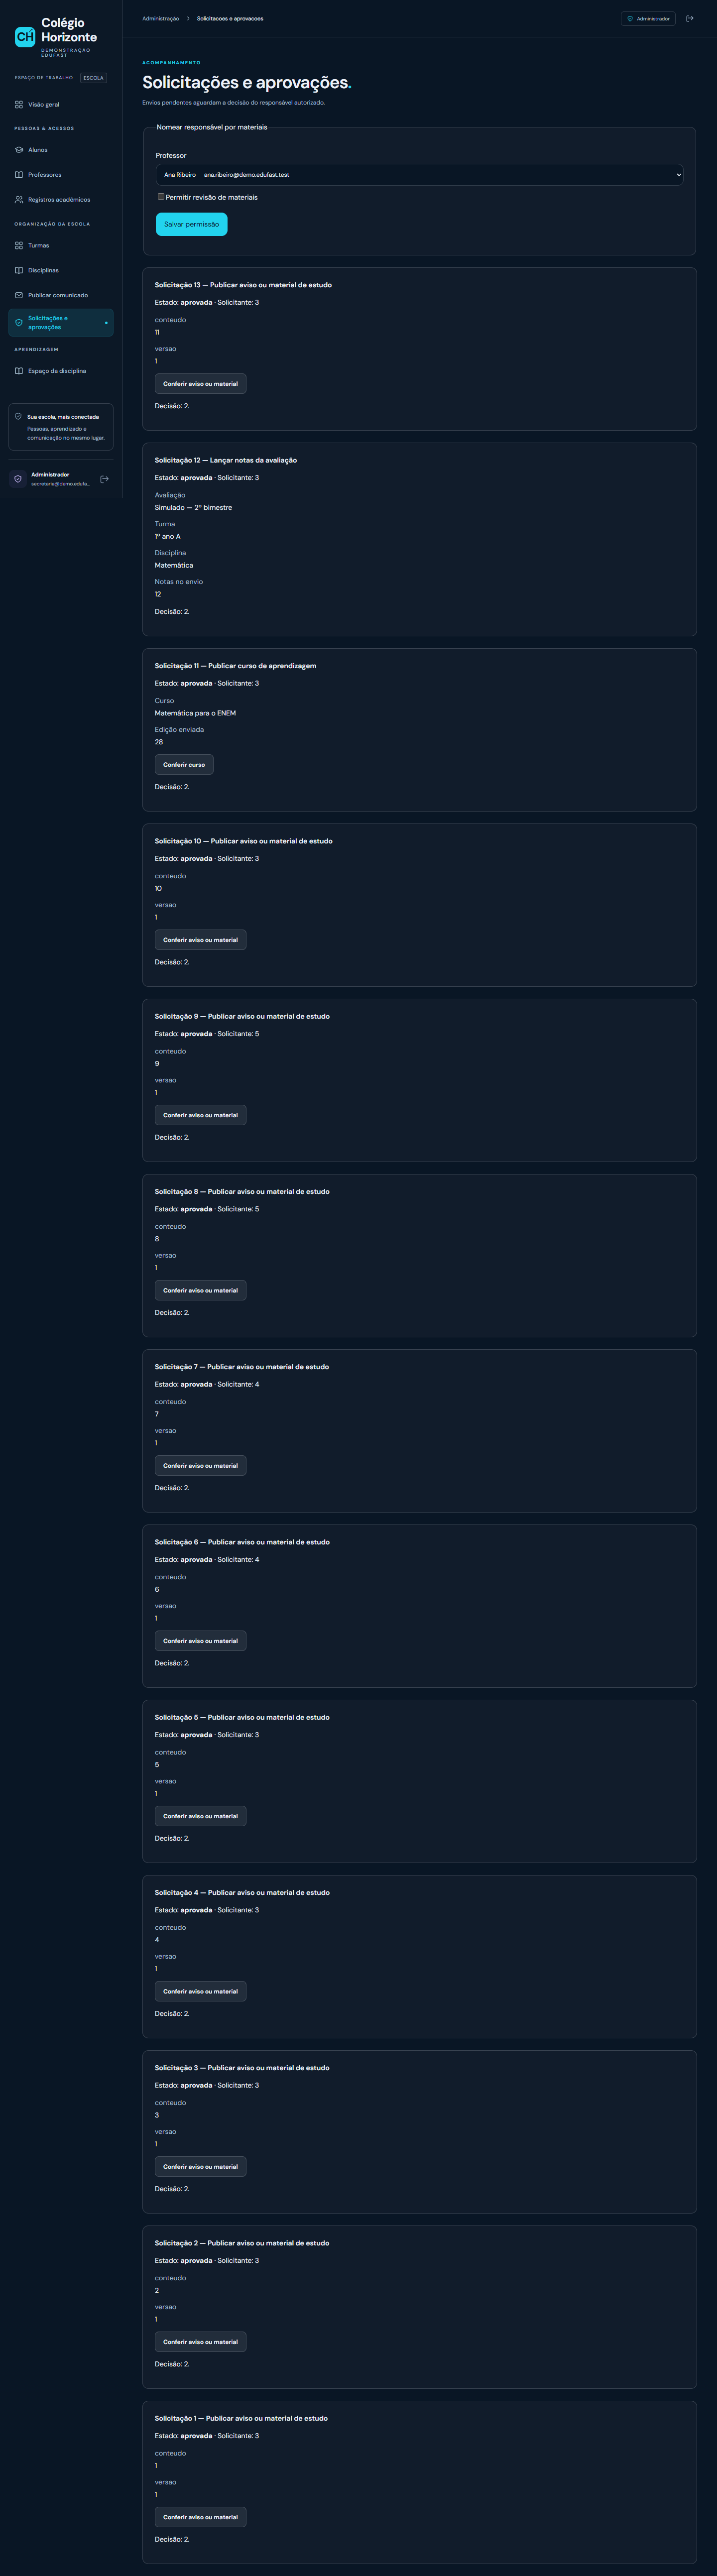 Colégio
Horizonte
CH
DEMONSTRAÇÃO
EDUFAST
ESPAÇO DE TRABALHO
ESCOLA
Visão geral
PESSOAS & ACESSOS
Alunos
Professores
Registros acadêmicos
ORGANIZAÇÃO DA ESCOLA
Turmas
Disciplinas
Publicar comunicado
Solicitações e
aprovações
APRENDIZAGEM
Espaço da disciplina
Sua escola, mais conectada
Pessoas, aprendizado e
comunicação no mesmo lugar.
Administrador
secretaria@demo.edufa...
Administração > Solicitacoes e aprovacoes
Administrador
ACOMPANHAMENTO
Solicitações e aprovações.
Envios pendentes aguardam a decisão do responsável autorizado.
Nomear responsável por materiais
Professor
Ana Ribeiro — ana.ribeiro@demo.edufast.test
Permitir revisão de materiais
Salvar permissão
Solicitação 13 — Publicar aviso ou material de estudo
Estado: aprovada · Solicitante: 3
conteudo
11
versao
1
Conferir aviso ou material
Decisão: 2.
Solicitação 12 — Lançar notas da avaliação
Estado: aprovada · Solicitante: 3
Avaliação
Simulado — 2º bimestre
Turma
1º ano A
Disciplina
Matemática
Notas no envio
12
Decisão: 2.
Solicitação 11 — Publicar curso de aprendizagem
Estado: aprovada · Solicitante: 3
Curso
Matemática para o ENEM
Edição enviada
28
Conferir curso
Decisão: 2.
Solicitação 10 — Publicar aviso ou material de estudo
Estado: aprovada · Solicitante: 3
conteudo
10
versao
1
Conferir aviso ou material
Decisão: 2.
Solicitação 9 — Publicar aviso ou material de estudo
Estado: aprovada · Solicitante: 5
conteudo
9
versao
1
Conferir aviso ou material
Decisão: 2.
Solicitação 8 — Publicar aviso ou material de estudo
Estado: aprovada · Solicitante: 5
conteudo
8
versao
1
Conferir aviso ou material
Decisão: 2.
Solicitação 7 — Publicar aviso ou material de estudo
Estado: aprovada · Solicitante: 4
conteudo
7
versao
1
Conferir aviso ou material
Decisão: 2.
Solicitação 6 — Publicar aviso ou material de estudo
Estado: aprovada · Solicitante: 4
conteudo
6
versao
1
Conferir aviso ou material
Decisão: 2.
Solicitação 5 — Publicar aviso ou material de estudo
Estado: aprovada · Solicitante: 3
conteudo
5
versao
1
Conferir aviso ou material
Decisão: 2.
Solicitação 4 — Publicar aviso ou material de estudo
Estado: aprovada · Solicitante: 3
conteudo
4
versao
1
Conferir aviso ou material
Decisão: 2.
Solicitação 3 — Publicar aviso ou material de estudo
Estado: aprovada · Solicitante: 3
conteudo
3
versao
1
Conferir aviso ou material
Decisão: 2.
Solicitação 2 — Publicar aviso ou material de estudo
Estado: aprovada · Solicitante: 3
conteudo
2
versao
1
Conferir aviso ou material
Decisão: 2.
Solicitação 1 — Publicar aviso ou material de estudo
Estado: aprovada · Solicitante: 3
conteudo
1
versao
1
Conferir aviso ou material
Decisão: 2.